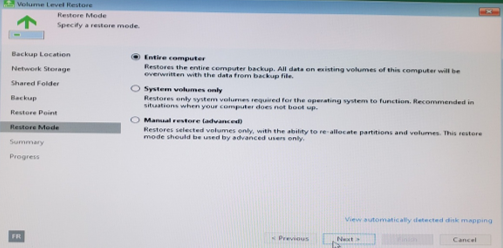 Volume Level Restore
Restore Mode
Specify a restore mode.
Backup Location
Network Storage
Shared Folder
Backup
Restore Point
Restore Mode
Summary
Progress
Entire computer
Restores the entire computer backup. All data on existing volumes of this computer will be
overwritten with the data from backup file.
System volumes only
Restores only system volumes required for the operating system to function. Recommended in
situations when your computer does not boot up.
Manual restore (advanced)
Restores selected volumes only, with the ability to re-allocate partitions and volumes. This restore
mode should be used by advanced users only.
View automatically detected disk mapping
FR
< Previous
Next >
Cancel